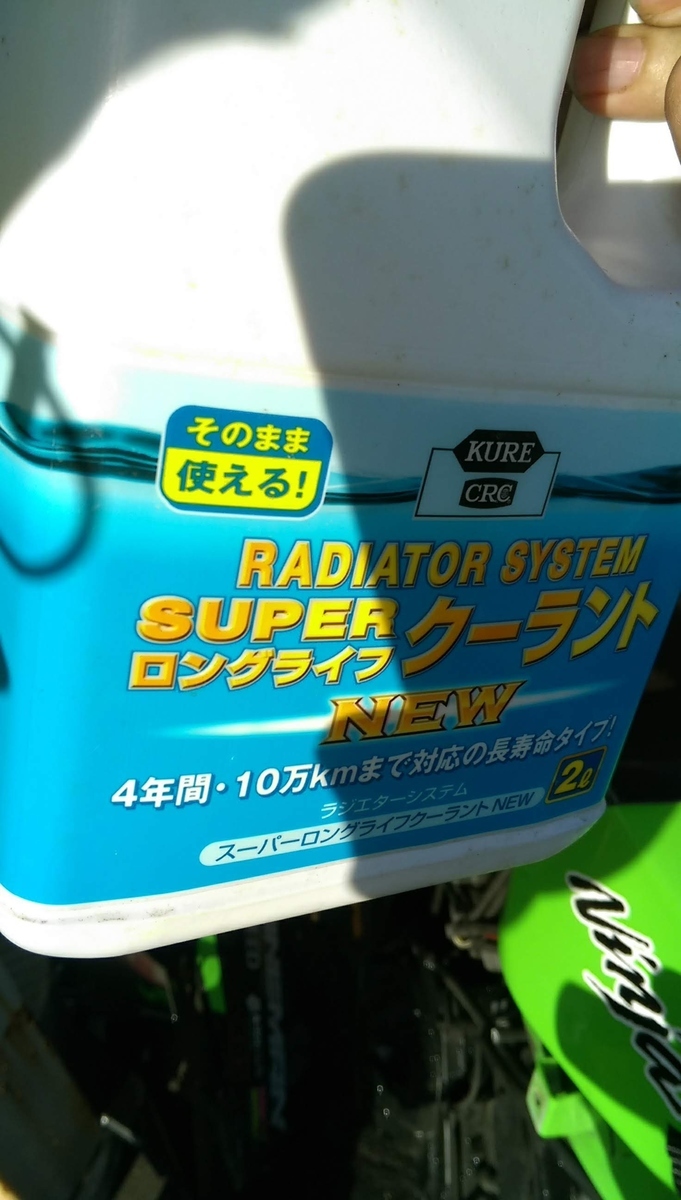 そのまま
使える!
KURE
CRC
RADIATOR SYSTEM
SUPER
ロングライフ
クーラント
NEW
4年間・10万kmまで対応の長寿命タイプ!
2ℓ
ラジエターシステム
スーパーロングライフクーラント NEW
Ninja